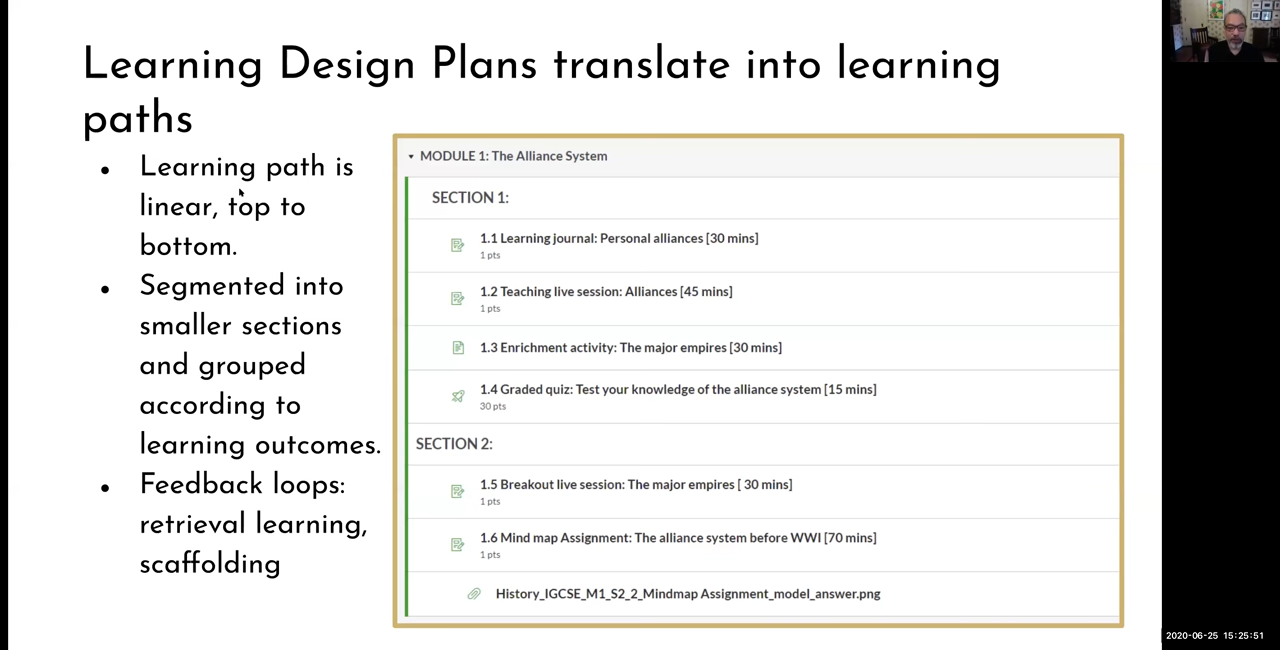 Learning Design Plans translate into learning
paths
• Learning path is
linear, top to
bottom.
• Segmented into
smaller sections
and grouped
according to
learning outcomes.
• Feedback loops:
retrieval learning,
scaffolding
MODULE 1: The Alliance System
SECTION 1:
1.1 Learning journal: Personal alliances [30 mins]
1 pts
1.2 Teaching live session: Alliances [45 mins]
1 pts
1.3 Enrichment activity: The major empires [30 mins]
1.4 Graded quiz: Test your knowledge of the alliance system [15 mins]
30 pts
SECTION 2:
1.5 Breakout live session: The major empires [ 30 mins]
1 pts
1.6 Mind map Assignment: The alliance system before WWI [70 mins]
1 pts
History_IGCSE_M1_S2_2_Mindmap Assignment_model_answer.png
2020-06-25 15:25:51